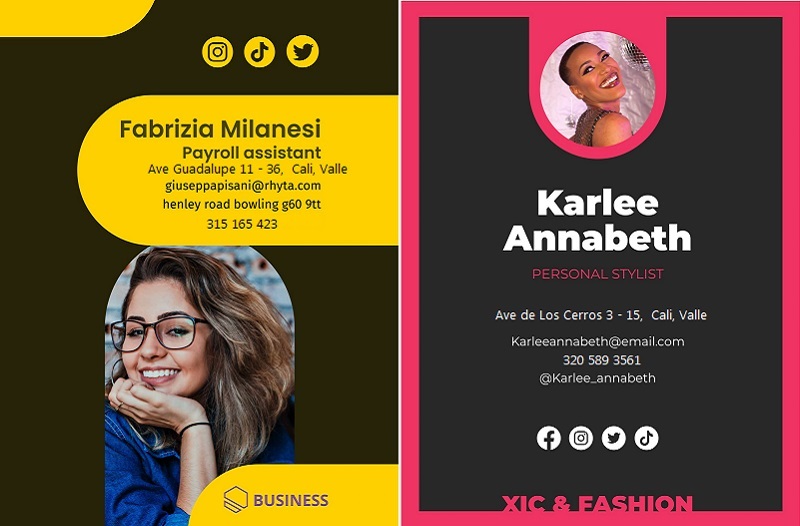 Fabrizia Milanesi
Payroll assistant
Ave Guadalupe 11 - 36, Cali, Valle
giuseppapisani@rhyta.com
henley road bowling g60 9tt
315 165 423
BUSINESS
Karlee
Annabeth
PERSONAL STYLIST
Ave de Los Cerros 3 - 15, Cali, Valle
Karleeannabeth@email.com
320 589 3561
@Karlee_annabeth
XIC & FASHION